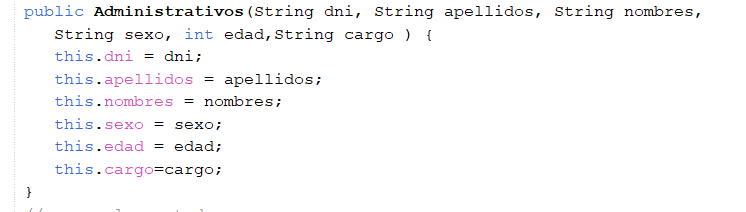 public Administrativos(String dni, String apellidos, String nombres,
String sexo, int edad,String cargo ) {
this.dni = dni;
this.apellidos = apellidos;
this.nombres = nombres;
this.sexo = sexo;
this.edad = edad;
this.cargo=cargo;
}